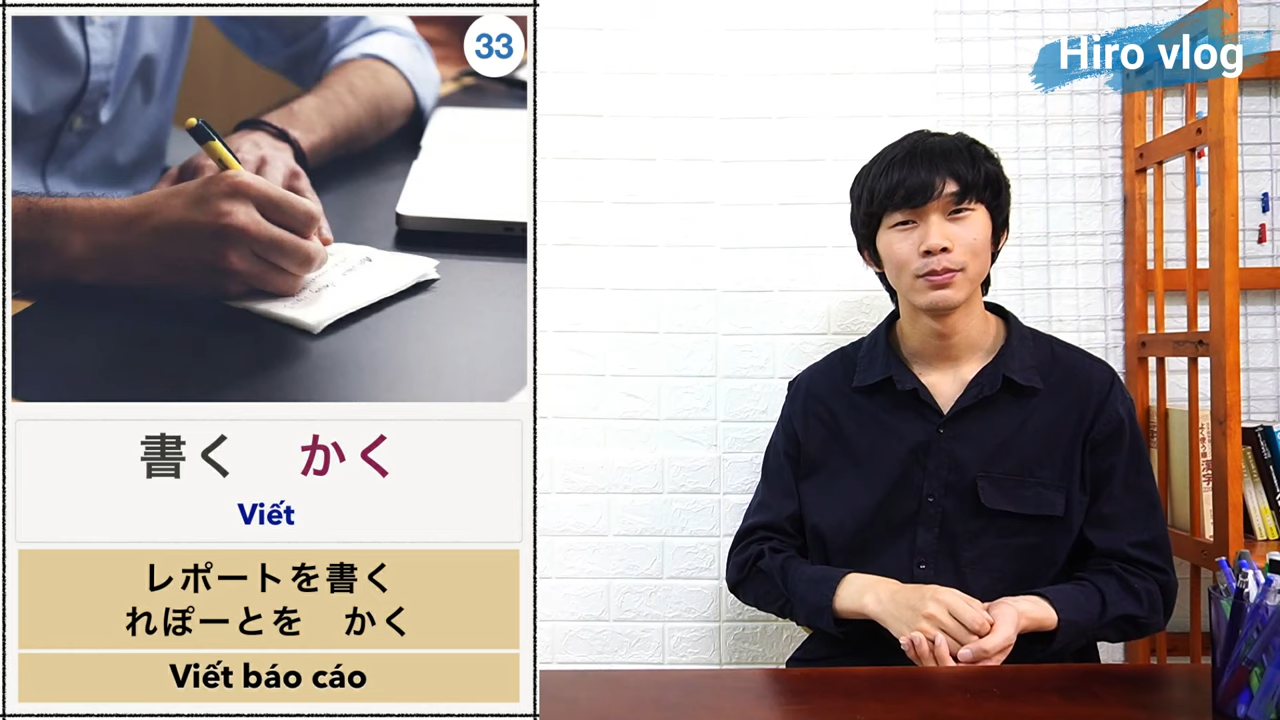 33
書く かく
Viết
レポートを書く
れぽーとを かく
Viết báo cáo
Hiro vlog